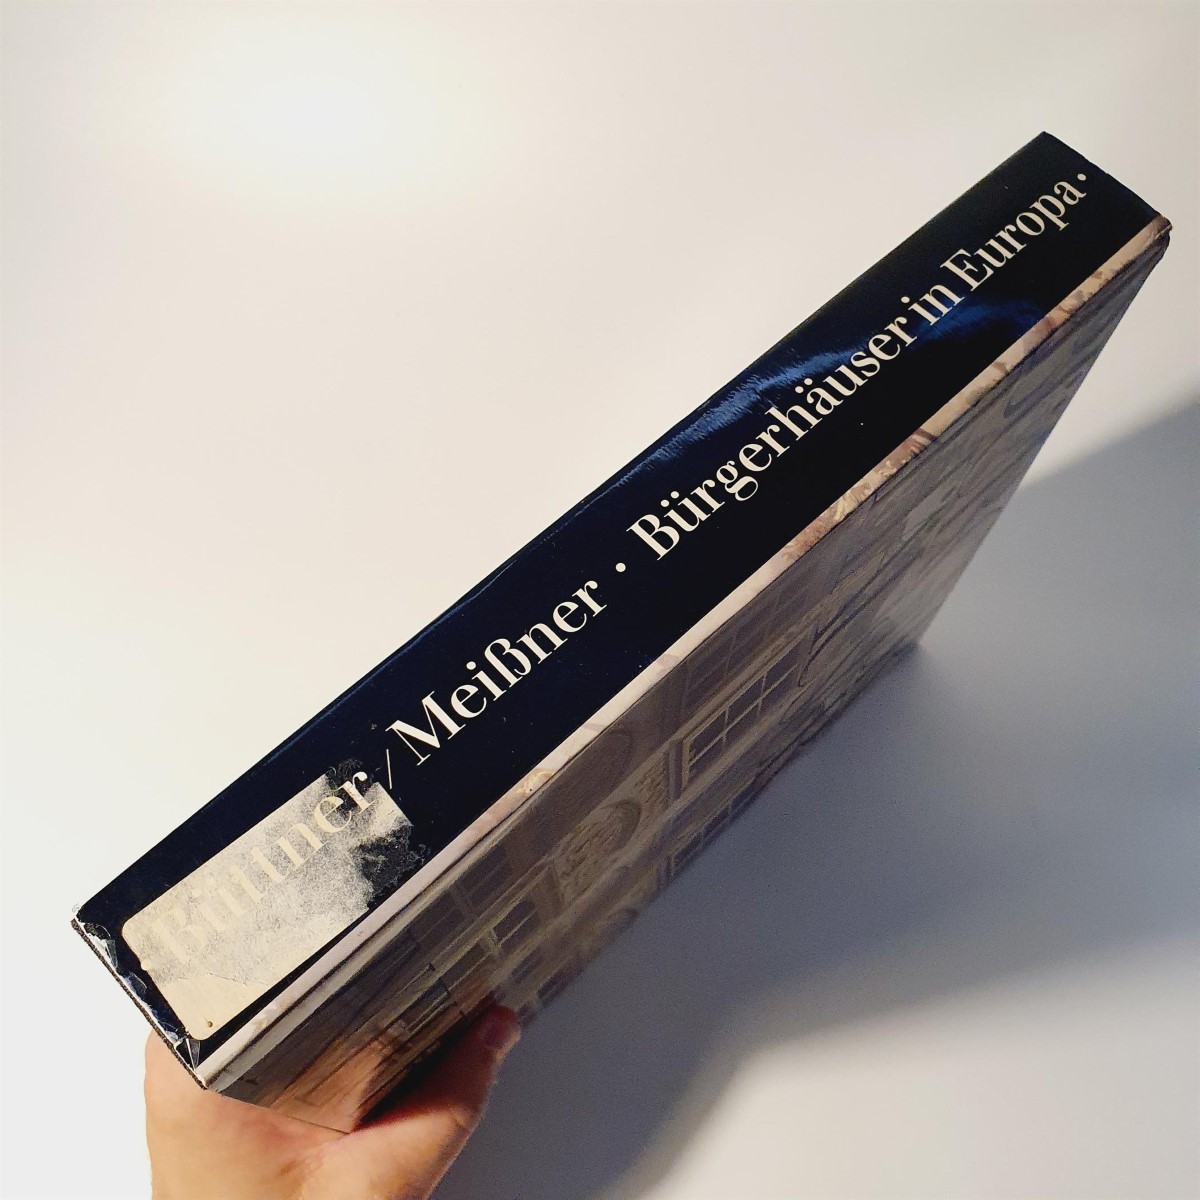 Büttner / Meißner · Bürgerhäuser in Europa ·